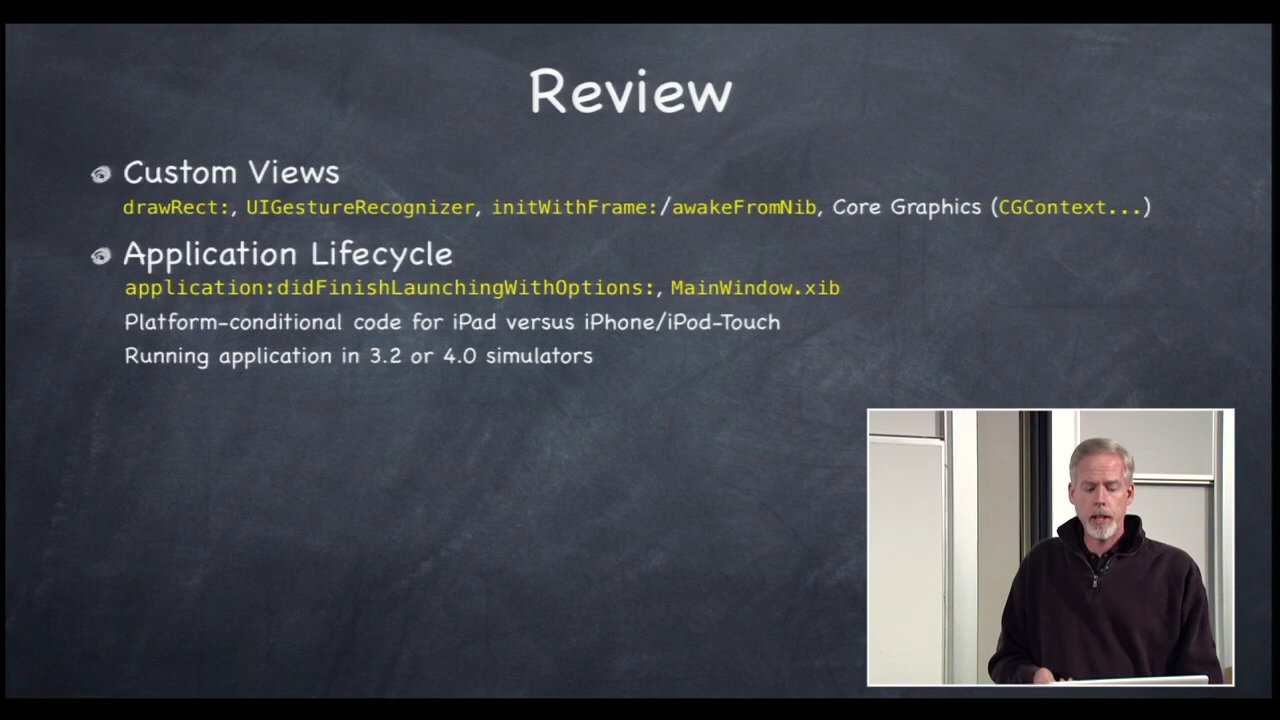 Review
Custom Views
drawRect:, UIGestureRecognizer, initWithFrame:/awakeFromNib, Core Graphics (CGContext...)
Application Lifecycle
application:didFinishLaunchingWithOptions:, MainWindow.xib
Platform-conditional code for iPad versus iPhone/iPod-Touch
Running application in 3.2 or 4.0 simulators